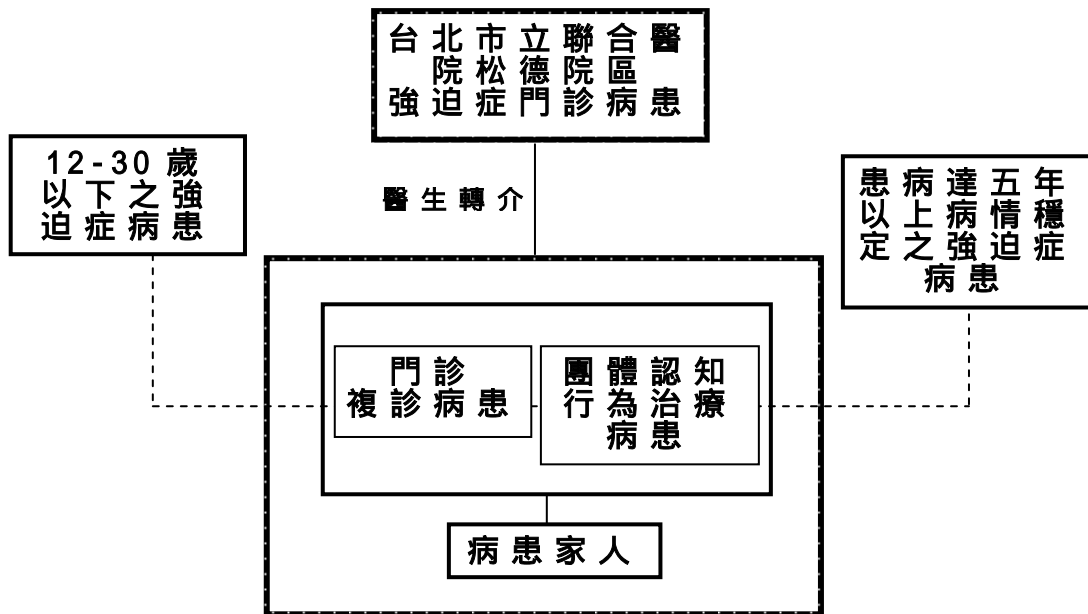 台北市立聯合醫
院松德院區
強迫症門診病患
12-30歲
以下之強
迫症病患
醫生轉介
患病達五年
以上病情穩
定之強迫症
病患
門診
複診病患
團體認知
行為治療
病患
病患家人